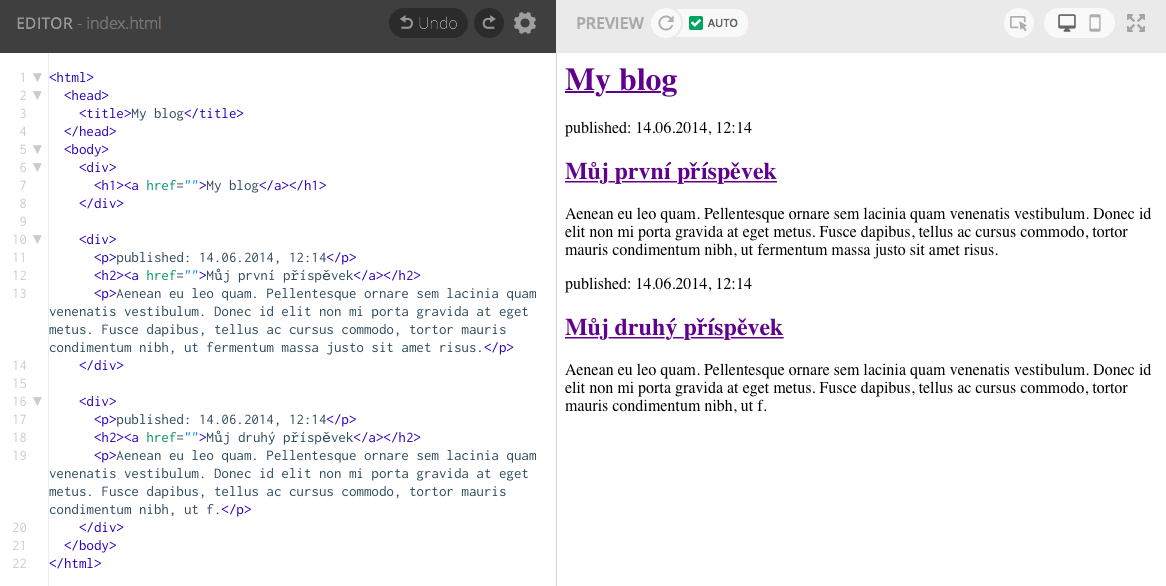 EDITOR - index.html
Undo
PREVIEW
AUTO
1 <html>
2 <head>
3 <title>My blog</title>
4 </head>
5 <body>
6 <div>
7 <h1><a href="">My blog</a></h1>
8 </div>
9
10 <div>
11 <p>published: 14.06.2014, 12:14</p>
12 <h2><a href="">Můj první příspěvek</a></h2>
13 <p>Aenean eu leo quam. Pellentesque ornare sem lacinia quam
venenatis vestibulum. Donec id elit non mi porta gravida at eget
metus. Fusce dapibus, tellus ac cursus commodo, tortor mauris
condimentum nibh, ut fermentum massa justo sit amet risus.</p>
14 </div>
15
16 <div>
17 <p>published: 14.06.2014, 12:14</p>
18 <h2><a href="">Můj druhý příspěvek</a></h2>
19 <p>Aenean eu leo quam. Pellentesque ornare sem lacinia quam
venenatis vestibulum. Donec id elit non mi porta gravida at eget
metus. Fusce dapibus, tellus ac cursus commodo, tortor mauris
condimentum nibh, ut f.</p>
20 </div>
21 </body>
22 </html>
My blog
published: 14.06.2014, 12:14
Můj první příspěvek
Aenean eu leo quam. Pellentesque ornare sem lacinia quam venenatis vestibulum. Donec id
elit non mi porta gravida at eget metus. Fusce dapibus, tellus ac cursus commodo, tortor
mauris condimentum nibh, ut fermentum massa justo sit amet risus.
published: 14.06.2014, 12:14
Můj druhý příspěvek
Aenean eu leo quam. Pellentesque ornare sem lacinia quam venenatis vestibulum. Donec id
elit non mi porta gravida at eget metus. Fusce dapibus, tellus ac cursus commodo, tortor
mauris condimentum nibh, ut f.